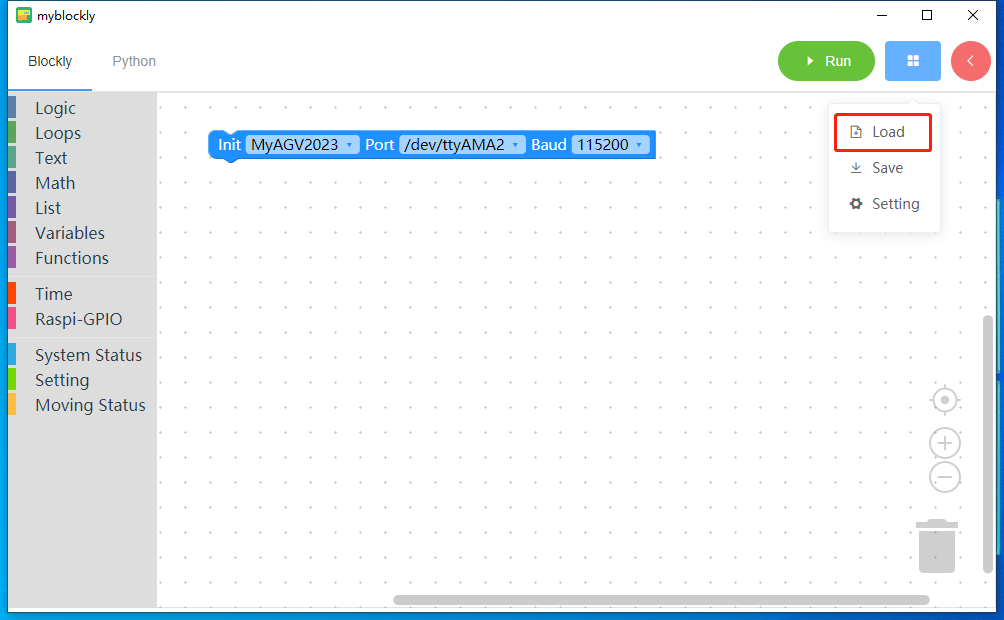 myblockly
Blockly
Python
Run
Load
Save
Setting
Logic
Loops
Text
Math
List
Variables
Functions
Time
Raspi-GPIO
System Status
Setting
Moving Status
Init MyAGV2023 Port /dev/ttyAMA2 Baud 115200